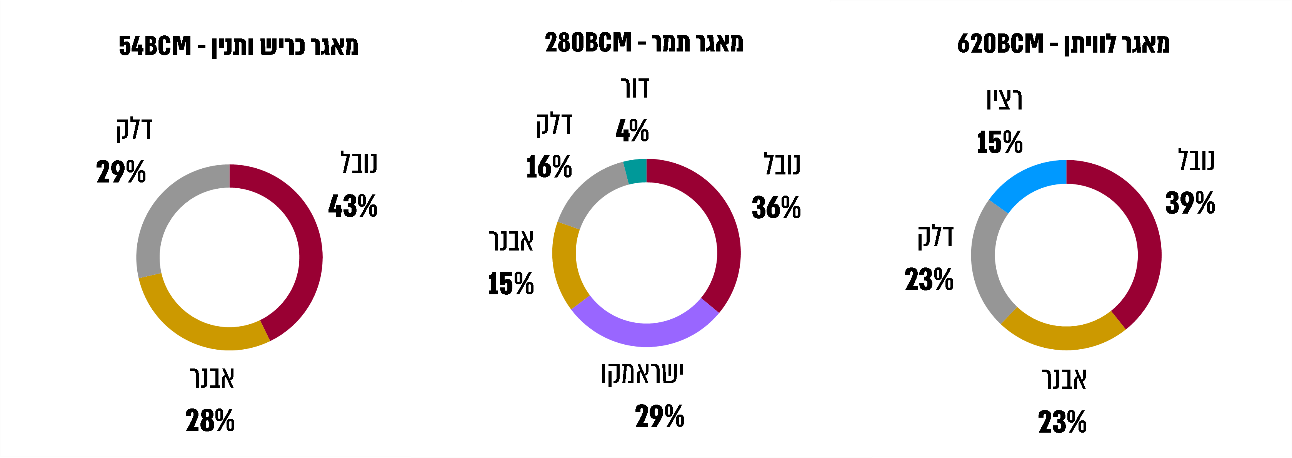 מאגר לוויתן - 620BCM
רציו
15%
נובל
39%
דלק
23%
אבנר
23%
מאגר תמר - 280BCM
דור
4%
דלק
16%
נובל
36%
אבנר
15%
ישראמקו
29%
מאגר כריש ותנין - 54BCM
דלק
29%
נובל
43%
אבנר
28%